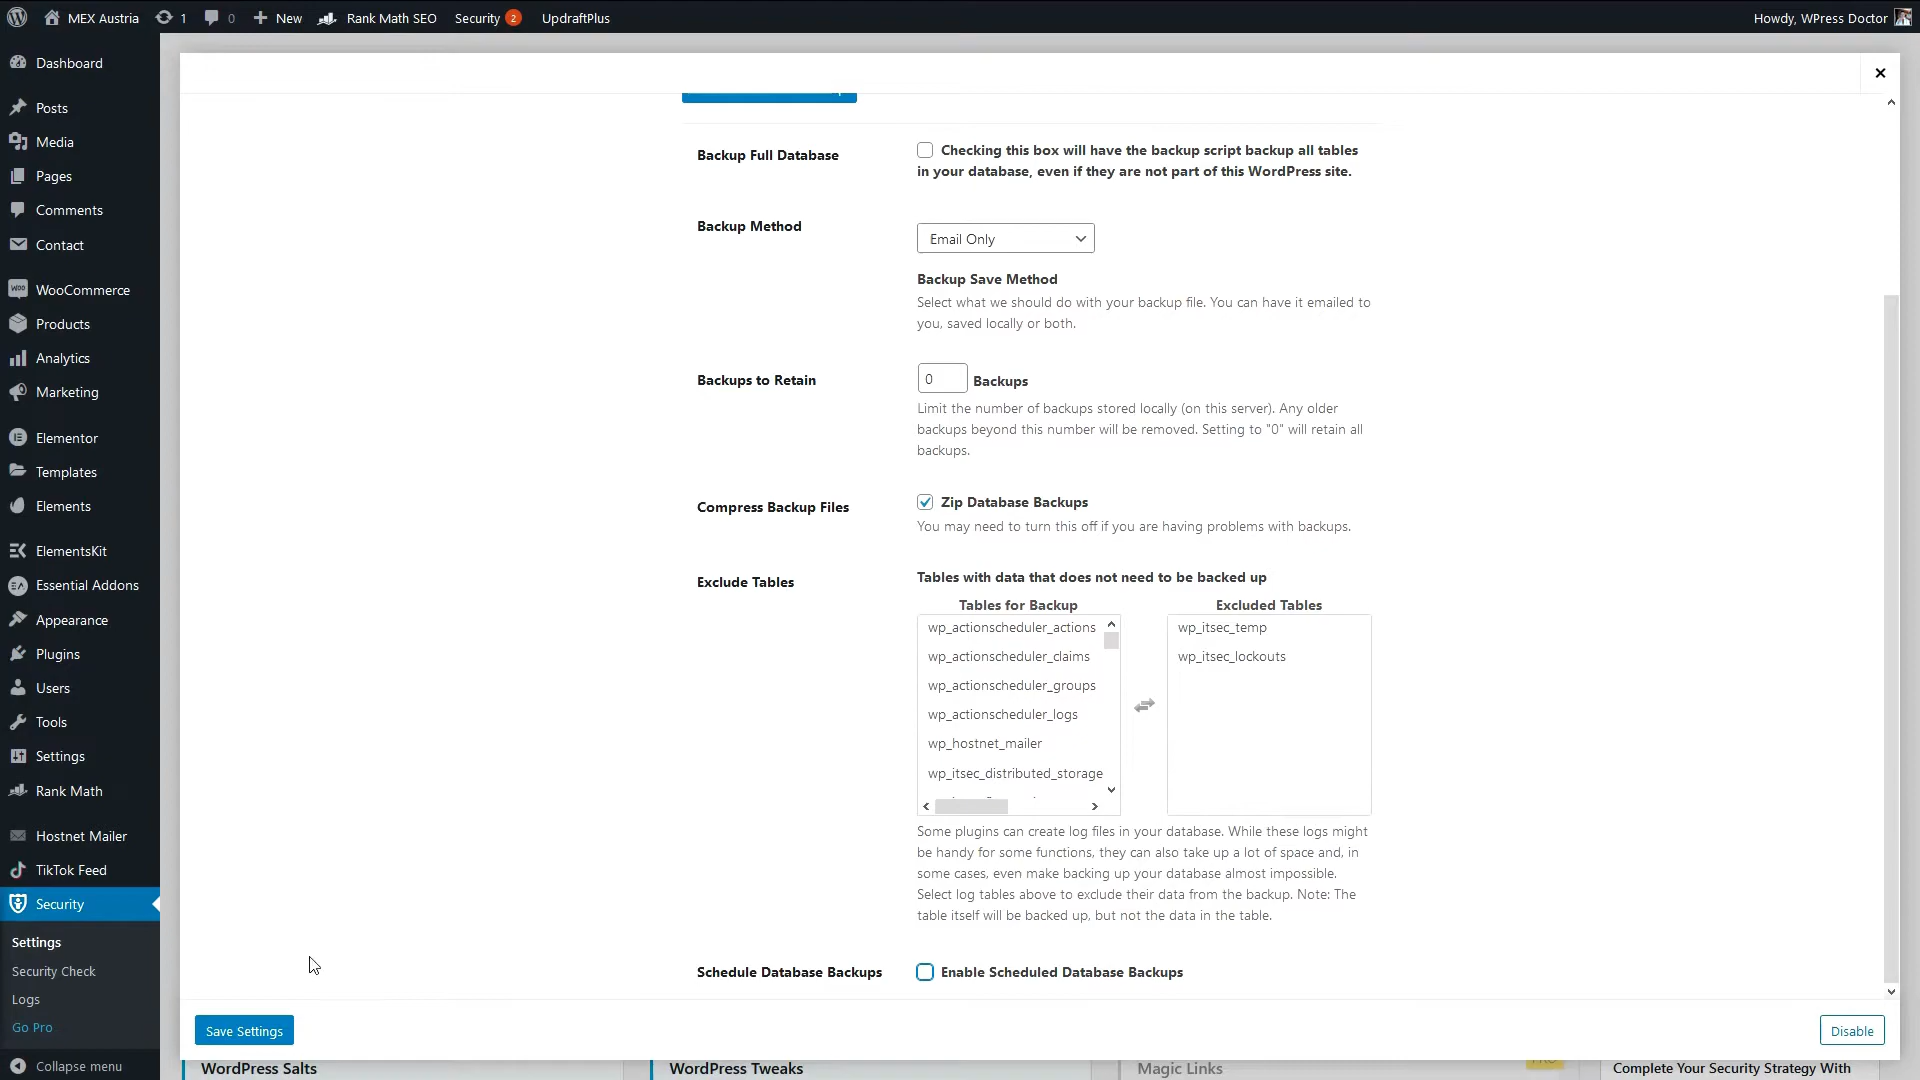 MEX Austria
1
0
New
Rank Math SEO
Security 2
UpdraftPlus
Howdy, WPress Doctor
Dashboard
Posts
Media
Pages
Comments
Contact
WooCommerce
Products
Analytics
Marketing
Elementor
Templates
Elements
ElementsKit
Essential Addons
Appearance
Plugins
Users
Tools
Settings
Rank Math
Hostnet Mailer
TikTok Feed
Security
Settings
Security Check
Logs
Go Pro
Collapse menu
Backup Full Database
Checking this box will have the backup script backup all tables
in your database, even if they are not part of this WordPress site.
Backup Method
Email Only
Backup Save Method
Select what we should do with your backup file. You can have it emailed to
you, saved locally or both.
Backups to Retain
0 Backups
Limit the number of backups stored locally (on this server). Any older
backups beyond this number will be removed. Setting to "0" will retain all
backups.
Compress Backup Files
Zip Database Backups
You may need to turn this off if you are having problems with backups.
Exclude Tables
Tables with data that does not need to be backed up
Tables for Backup
wp_actionscheduler_actions
wp_actionscheduler_claims
wp_actionscheduler_groups
wp_actionscheduler_logs
wp_hostnet_mailer
wp_itsec_distributed_storage
Excluded Tables
wp_itsec_temp
wp_itsec_lockouts
Some plugins can create log files in your database. While these logs might
be handy for some functions, they can also take up a lot of space and, in
some cases, even make backing up your database almost impossible.
Select log tables above to exclude their data from the backup. Note: The
table itself will be backed up, but not the data in the table.
Schedule Database Backups
Enable Scheduled Database Backups
Save Settings
Disable
WordPress Salts
WordPress Tweaks
Magic Links
Complete Your Security Strategy With